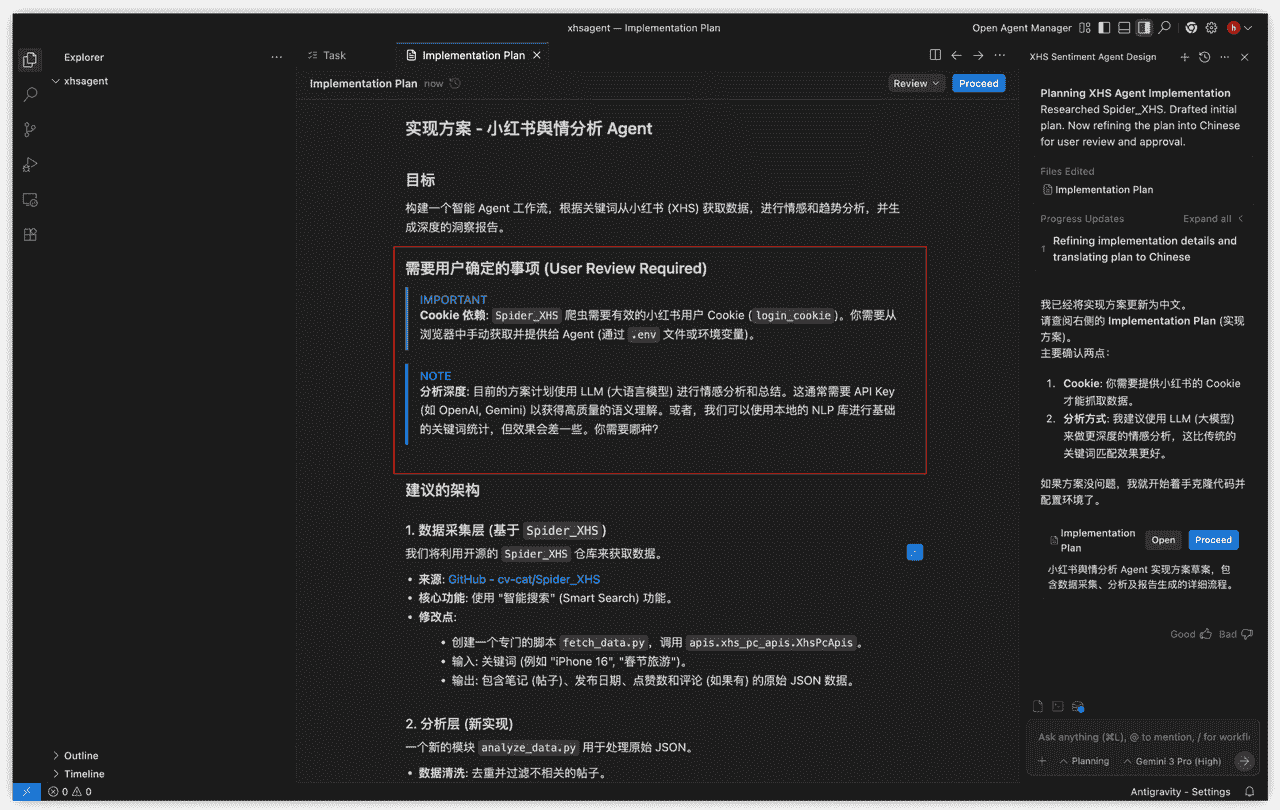 xhsagent — Implementation Plan
Open Agent Manager
h
Explorer
xhsagent
Outline
Timeline
Task
Implementation Plan
Implementation Plan now
Review
Proceed
实现方案 - 小红书舆情分析 Agent
目标
构建一个智能 Agent 工作流，根据关键词从小红书 (XHS) 获取数据，进行情感和趋势分析，并生
成深度的洞察报告。
需要用户确定的事项 (User Review Required)
IMPORTANT
Cookie 依赖: Spider_XHS 爬虫需要有效的小红书用户 Cookie ( login_cookie )。你需要从
浏览器中手动获取并提供给 Agent (通过 .env 文件或环境变量)。
NOTE
分析深度: 目前的方案计划使用 LLM (大语言模型) 进行情感分析和总结。这通常需要 API Key
(如 OpenAI, Gemini) 以获得高质量的语义理解。或者，我们可以使用本地的 NLP 库进行基础
的关键词统计，但效果会差一些。你需要哪种?
建议的架构
1. 数据采集层 (基于 Spider_XHS )
我们将利用开源的 Spider_XHS 仓库来获取数据。
• 来源: GitHub - cv-cat/Spider_XHS
• 核心功能: 使用 "智能搜索" (Smart Search) 功能。
• 修改点:
• 创建一个专门的脚本 fetch_data.py ，调用 apis.xhs_pc_apis.XhsPcApis 。
• 输入: 关键词 (例如 "iPhone 16", "春节旅游")。
• 输出: 包含笔记 (帖子)、发布日期、点赞数和评论 (如果有) 的原始 JSON 数据。
2. 分析层 (新实现)
一个新的模块 analyze_data.py 用于处理原始 JSON。
• 数据清洗: 去重并过滤不相关的帖子。
XHS Sentiment Agent Design
Planning XHS Agent Implementation
Researched Spider_XHS. Drafted initial
plan. Now refining the plan into Chinese
for user review and approval.
Files Edited
Implementation Plan
Progress Updates
Expand all
1 Refining implementation details and
translating plan to Chinese
我已经将实现方案更新为中文。
请查阅右侧的 Implementation Plan (实现
方案)。
主要确认两点：
1. Cookie: 你需要提供小红书的 Cookie
才能抓取数据。
2. 分析方式: 我建议使用 LLM (大模型)
来做更深度的情感分析，这比传统的
关键词匹配效果更好。
如果方案没问题，我就开始着手克隆代码并
配置环境了。
Implementation
Plan
Open
Proceed
小红书舆情分析 Agent 实现方案草案，包
含数据采集、分析及报告生成的详细流程。
Good
Bad
Ask anything (⌘L), @ to mention, / for workfl
Planning
Gemini 3 Pro (High)
0 0
Antigravity - Settings